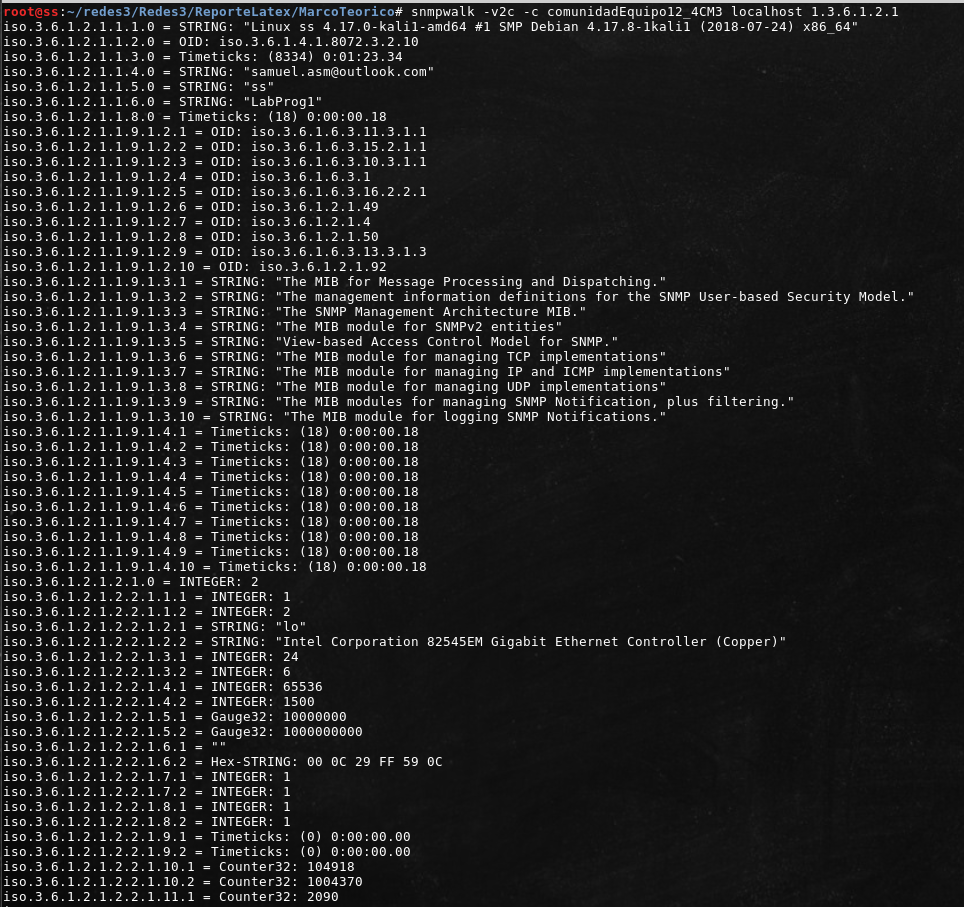 root@ss:~/redes3/Redes3/ReporteLatex/MarcoTeorico# snmpwalk -v2c -c comunidadEquipo12_4CM3 localhost 1.3.6.1.2.1
iso.3.6.1.2.1.1.1.0 = STRING: "Linux ss 4.17.0-kali1-amd64 #1 SMP Debian 4.17.8-1kali1 (2018-07-24) x86_64"
iso.3.6.1.2.1.1.2.0 = OID: iso.3.6.1.4.1.8072.3.2.10
iso.3.6.1.2.1.1.3.0 = Timeticks: (8334) 0:01:23.34
iso.3.6.1.2.1.1.4.0 = STRING: "samuel.asm@outlook.com"
iso.3.6.1.2.1.1.5.0 = STRING: "ss"
iso.3.6.1.2.1.1.6.0 = STRING: "LabProg1"
iso.3.6.1.2.1.1.8.0 = Timeticks: (18) 0:00:00.18
iso.3.6.1.2.1.1.9.1.2.1 = OID: iso.3.6.1.6.3.11.3.1.1
iso.3.6.1.2.1.1.9.1.2.2 = OID: iso.3.6.1.6.3.15.2.1.1
iso.3.6.1.2.1.1.9.1.2.3 = OID: iso.3.6.1.6.3.10.3.1.1
iso.3.6.1.2.1.1.9.1.2.4 = OID: iso.3.6.1.6.3.1
iso.3.6.1.2.1.1.9.1.2.5 = OID: iso.3.6.1.6.3.16.2.2.1
iso.3.6.1.2.1.1.9.1.2.6 = OID: iso.3.6.1.2.1.49
iso.3.6.1.2.1.1.9.1.2.7 = OID: iso.3.6.1.2.1.4
iso.3.6.1.2.1.1.9.1.2.8 = OID: iso.3.6.1.2.1.50
iso.3.6.1.2.1.1.9.1.2.9 = OID: iso.3.6.1.6.3.13.3.1.3
iso.3.6.1.2.1.1.9.1.2.10 = OID: iso.3.6.1.2.1.92
iso.3.6.1.2.1.1.9.1.3.1 = STRING: "The MIB for Message Processing and Dispatching."
iso.3.6.1.2.1.1.9.1.3.2 = STRING: "The management information definitions for the SNMP User-based Security Model."
iso.3.6.1.2.1.1.9.1.3.3 = STRING: "The SNMP Management Architecture MIB."
iso.3.6.1.2.1.1.9.1.3.4 = STRING: "The MIB module for SNMPv2 entities"
iso.3.6.1.2.1.1.9.1.3.5 = STRING: "View-based Access Control Model for SNMP."
iso.3.6.1.2.1.1.9.1.3.6 = STRING: "The MIB module for managing TCP implementations"
iso.3.6.1.2.1.1.9.1.3.7 = STRING: "The MIB module for managing IP and ICMP implementations"
iso.3.6.1.2.1.1.9.1.3.8 = STRING: "The MIB module for managing UDP implementations"
iso.3.6.1.2.1.1.9.1.3.9 = STRING: "The MIB modules for managing SNMP Notification, plus filtering."
iso.3.6.1.2.1.1.9.1.3.10 = STRING: "The MIB module for logging SNMP Notifications."
iso.3.6.1.2.1.1.9.1.4.1 = Timeticks: (18) 0:00:00.18
iso.3.6.1.2.1.1.9.1.4.2 = Timeticks: (18) 0:00:00.18
iso.3.6.1.2.1.1.9.1.4.3 = Timeticks: (18) 0:00:00.18
iso.3.6.1.2.1.1.9.1.4.4 = Timeticks: (18) 0:00:00.18
iso.3.6.1.2.1.1.9.1.4.5 = Timeticks: (18) 0:00:00.18
iso.3.6.1.2.1.1.9.1.4.6 = Timeticks: (18) 0:00:00.18
iso.3.6.1.2.1.1.9.1.4.7 = Timeticks: (18) 0:00:00.18
iso.3.6.1.2.1.1.9.1.4.8 = Timeticks: (18) 0:00:00.18
iso.3.6.1.2.1.1.9.1.4.9 = Timeticks: (18) 0:00:00.18
iso.3.6.1.2.1.1.9.1.4.10 = Timeticks: (18) 0:00:00.18
iso.3.6.1.2.1.2.1.0 = INTEGER: 2
iso.3.6.1.2.1.2.2.1.1.1 = INTEGER: 1
iso.3.6.1.2.1.2.2.1.1.2 = INTEGER: 2
iso.3.6.1.2.1.2.2.1.2.1 = STRING: "lo"
iso.3.6.1.2.1.2.2.1.2.2 = STRING: "Intel Corporation 82545EM Gigabit Ethernet Controller (Copper)"
iso.3.6.1.2.1.2.2.1.3.1 = INTEGER: 24
iso.3.6.1.2.1.2.2.1.3.2 = INTEGER: 6
iso.3.6.1.2.1.2.2.1.4.1 = INTEGER: 65536
iso.3.6.1.2.1.2.2.1.4.2 = INTEGER: 1500
iso.3.6.1.2.1.2.2.1.5.1 = Gauge32: 10000000
iso.3.6.1.2.1.2.2.1.5.2 = Gauge32: 1000000000
iso.3.6.1.2.1.2.2.1.6.1 = ""
iso.3.6.1.2.1.2.2.1.6.2 = Hex-STRING: 00 0C 29 FF 59 0C
iso.3.6.1.2.1.2.2.1.7.1 = INTEGER: 1
iso.3.6.1.2.1.2.2.1.7.2 = INTEGER: 1
iso.3.6.1.2.1.2.2.1.8.1 = INTEGER: 1
iso.3.6.1.2.1.2.2.1.8.2 = INTEGER: 1
iso.3.6.1.2.1.2.2.1.9.1 = Timeticks: (0) 0:00:00.00
iso.3.6.1.2.1.2.2.1.9.2 = Timeticks: (0) 0:00:00.00
iso.3.6.1.2.1.2.2.1.10.1 = Counter32: 104918
iso.3.6.1.2.1.2.2.1.10.2 = Counter32: 1004370
iso.3.6.1.2.1.2.2.1.11.1 = Counter32: 2090